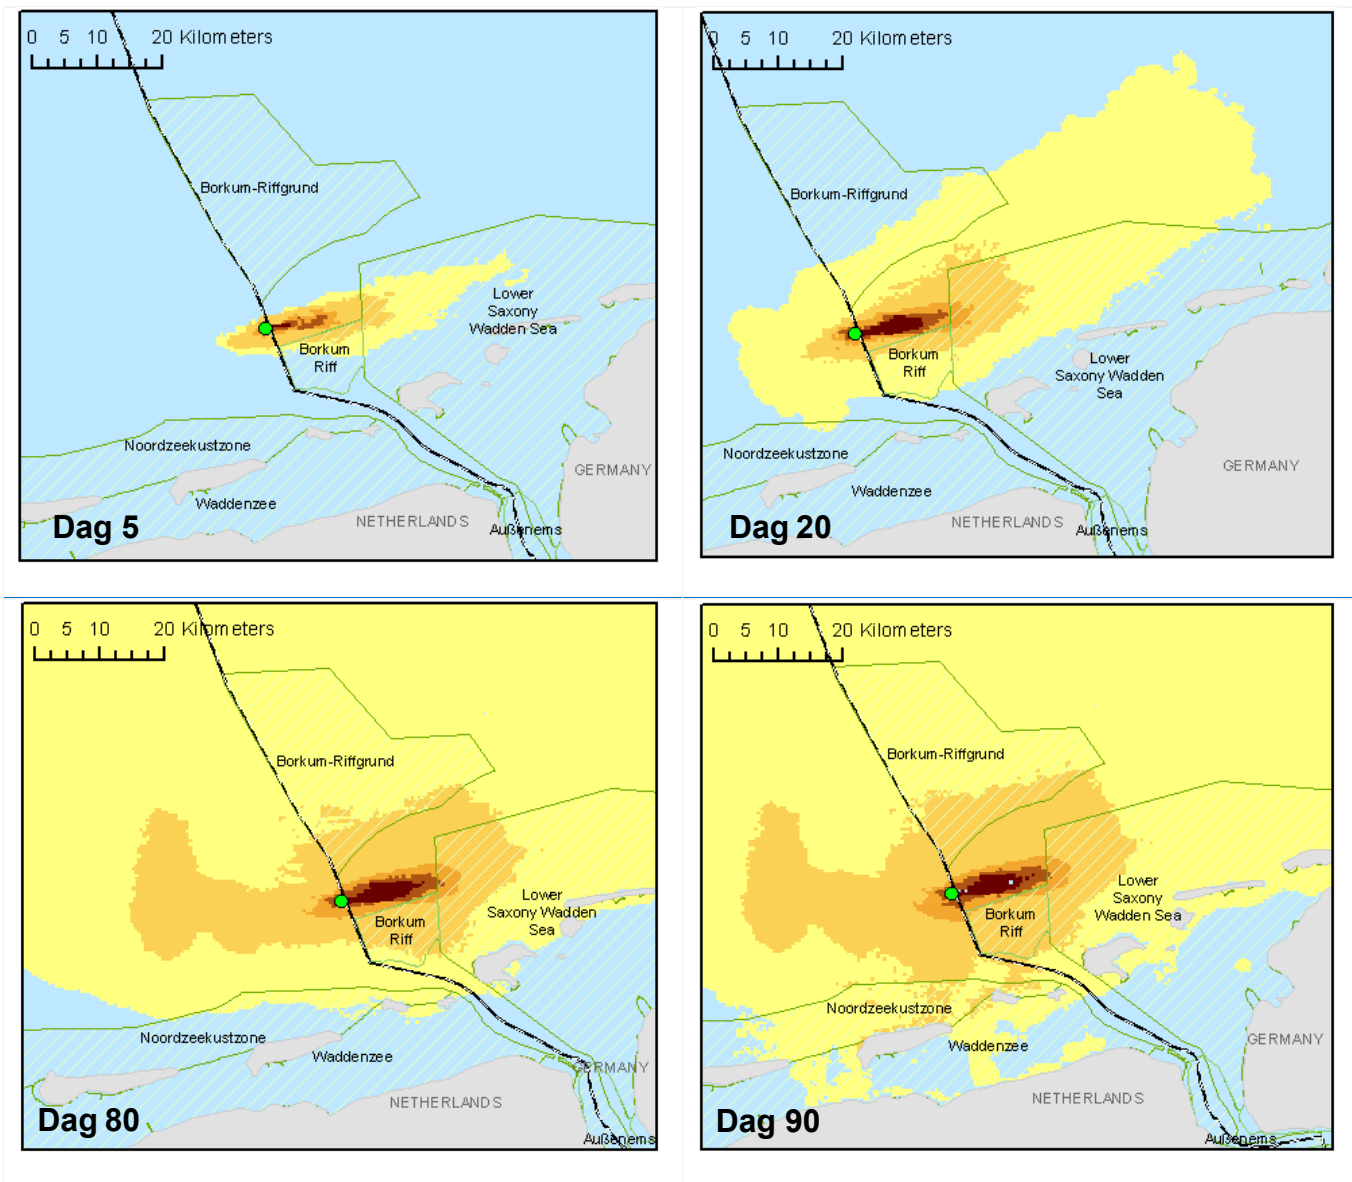 0 5 10 20 Kilometers
Borkum-Riffgrund
Lower
Saxony
Wadden Sea
Borkum
Riff
Noordzeekustzone
GERMANY
Waddenzee
NETHERLANDS
Außenems
Dag 5
0 5 10 20 Kilometers
Borkum-Riffgrund
Borkum
Riff
Lower
Saxony Wadden
Sea
Noordzeekustzone
GERMANY
Waddenzee
NETHERLANDS
Außenems
Dag 20
0 5 10 20 Kilometers
Borkum-Riffgrund
Lower
Saxony Wadden
Sea
Borkum
Riff
Noordzeekustzone
Waddenzee
GERMANY
NETHERLANDS
Außenems
Dag 80
0 5 10 20 Kilometers
Borkum-Riffgrund
Lower
Saxony
Wadden Sea
Borkum
Riff
Noordzeekustzone
Waddenzee
GERMANY
NETHERLANDS
Außenems
Dag 90